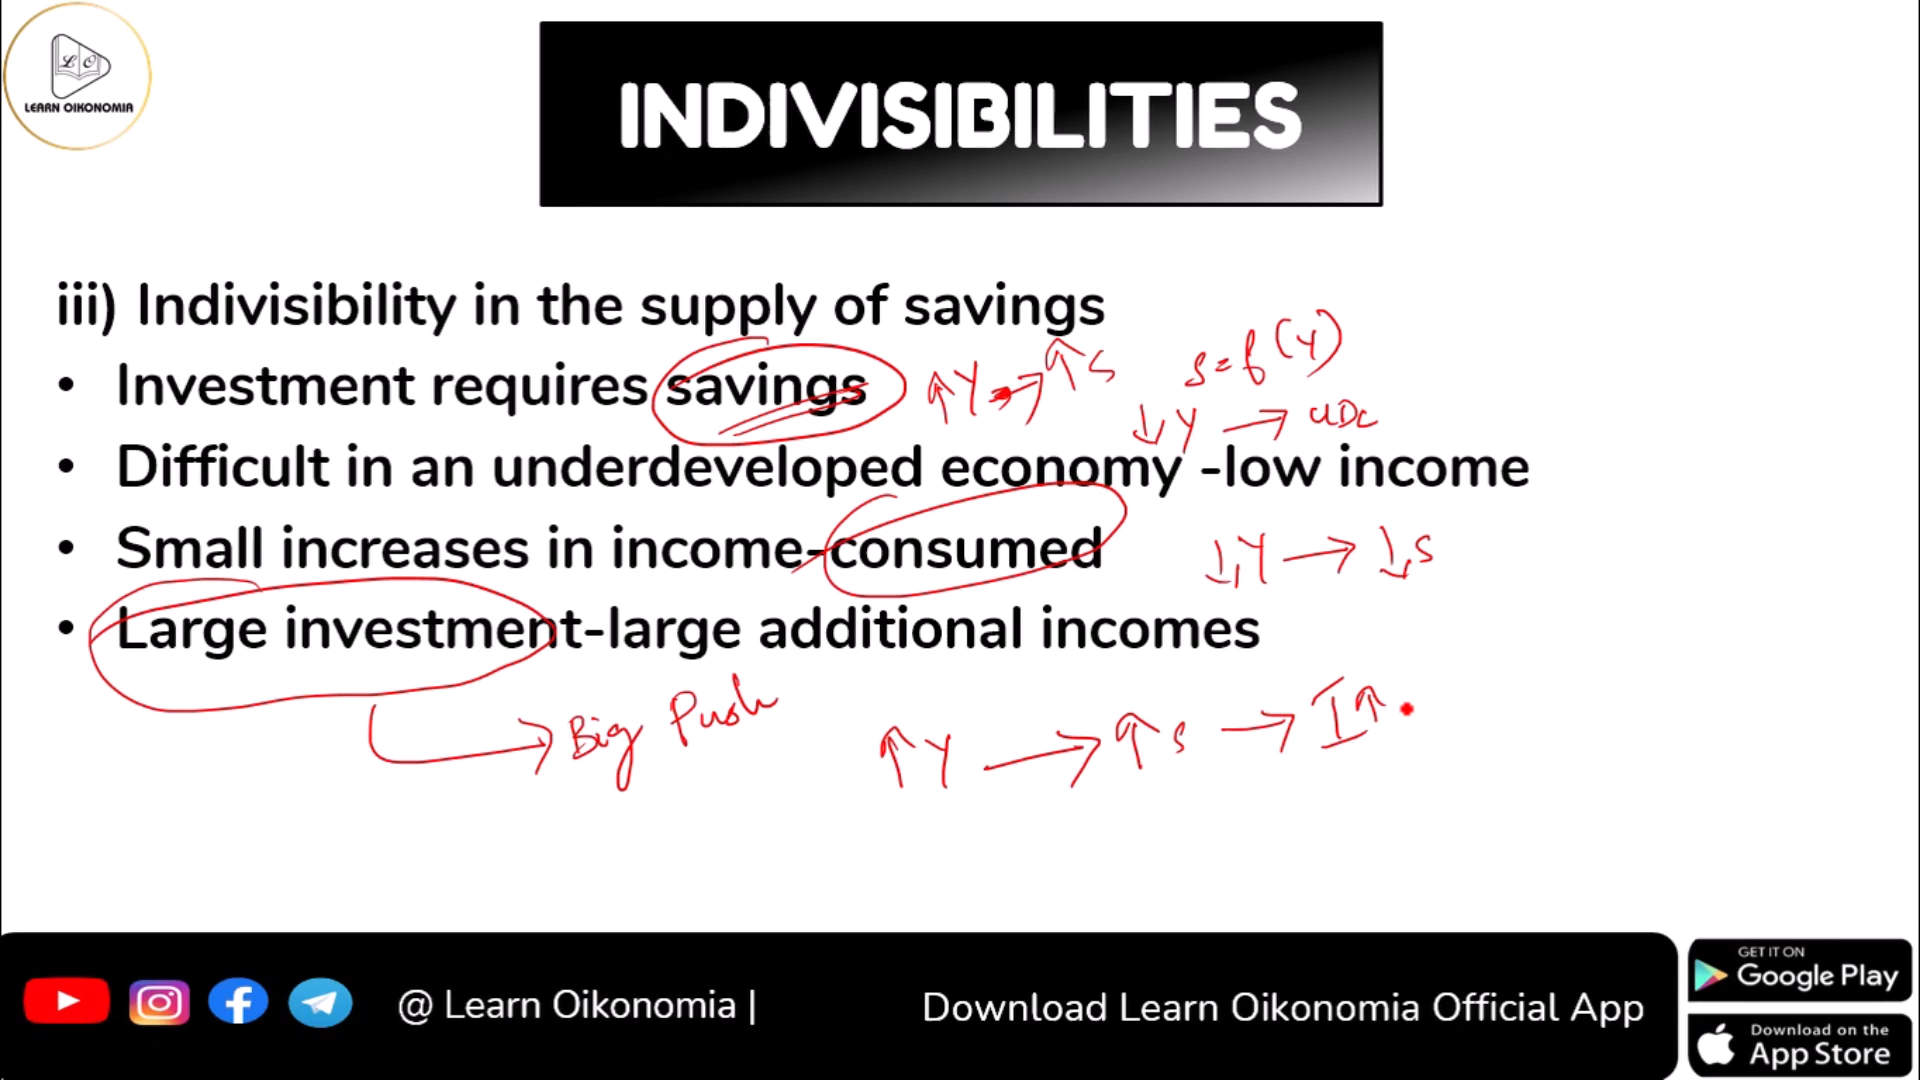 LO
LEARN OIKONOMIA
INDIVISIBILITIES
iii) Indivisibility in the supply of savings
• Investment requires savings
↑Y → ↑S
S = f(Y)
↓Y → UDC
• Difficult in an underdeveloped economy -low income
• Small increases in income-consumed
↓Y → ↓S
• Large investment-large additional incomes
→ Big Push
↑Y → ↑S → I↑
@ Learn Oikonomia |
Download Learn Oikonomia Official App
GET IT ON
Google Play
Download on the
App Store